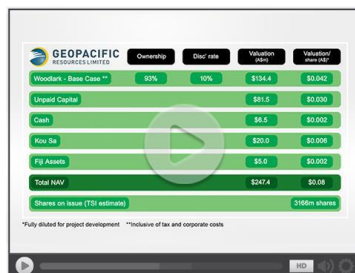 GEOPACIFIC
RESOURCES LIMITED
Ownership Disc' rate Valuation (A$m) Valuation/ share (A$)*
Woodlark - Base Case ** 93% 10% $134.4 $0.042
Unpaid Capital $81.5 $0.030
Cash $6.5 $0.002
Kou Sa $20.0 $0.006
Fiji Assets $5.0 $0.002
Total NAV $247.4 $0.08
Shares on issue (TSI estimate) 3166m shares
*Fully diluted for project development **Inclusive of tax and corporate costs
HD